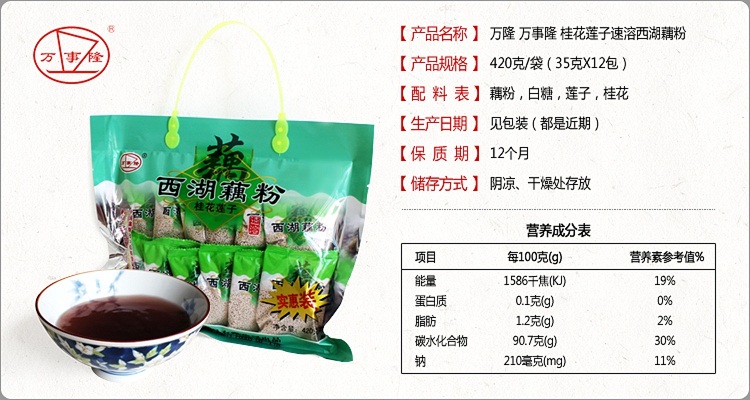 万事隆
®
【产品名称】 万隆 万事隆 桂花莲子速溶西湖藕粉
【产品规格】 420克/袋（35克X12包）
【配 料 表】 藕粉，白糖，莲子，桂花
【生产日期】 见包装（都是近期）
【保 质 期】 12个月
【储存方式】 阴凉、干燥处存放
营养成分表
项目 每100克(g) 营养素参考值%
能量 1586千焦(KJ) 19%
蛋白质 0.1克(g) 0%
脂肪 1.2克(g) 2%
碳水化合物 90.7克(g) 30%
钠 210毫克(mg) 11%
藕
西湖藕粉
桂花莲子
西湖藕粉
实惠装